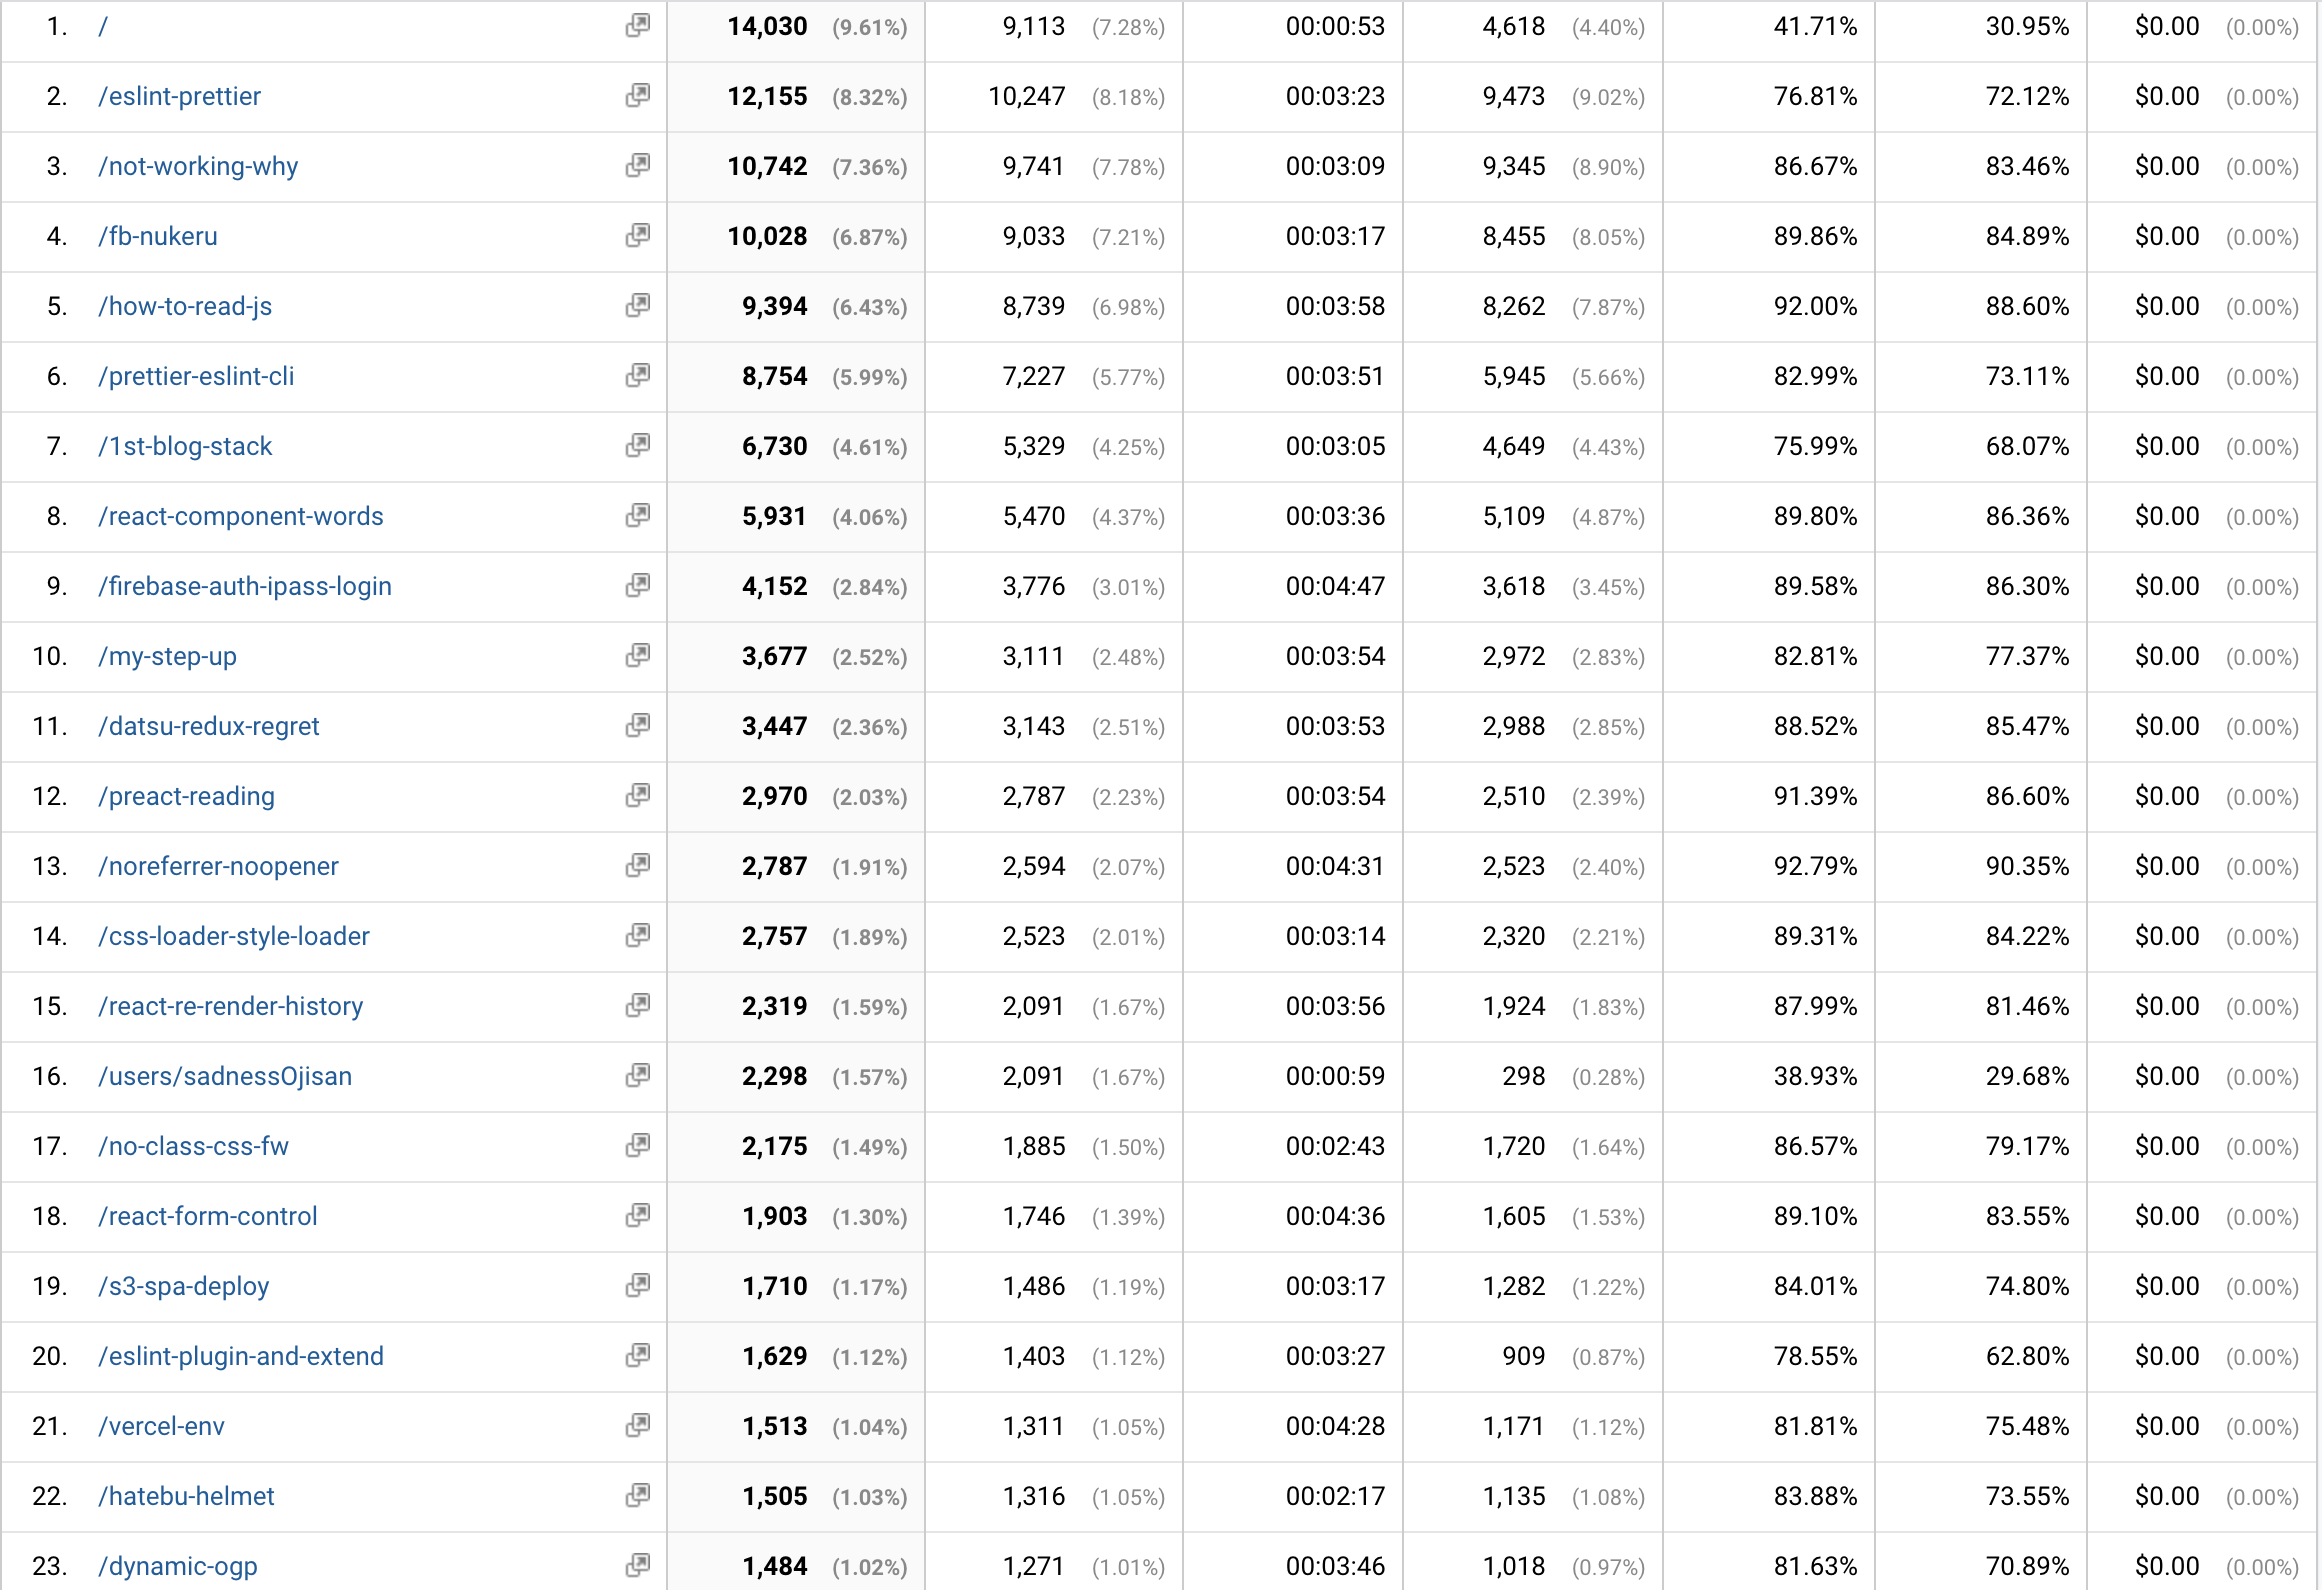 1. / 14,030 (9.61%) 9,113 (7.28%) 00:00:53 4,618 (4.40%) 41.71% 30.95% $0.00 (0.00%)
2. /eslint-prettier 12,155 (8.32%) 10,247 (8.18%) 00:03:23 9,473 (9.02%) 76.81% 72.12% $0.00 (0.00%)
3. /not-working-why 10,742 (7.36%) 9,741 (7.78%) 00:03:09 9,345 (8.90%) 86.67% 83.46% $0.00 (0.00%)
4. /fb-nukeru 10,028 (6.87%) 9,033 (7.21%) 00:03:17 8,455 (8.05%) 89.86% 84.89% $0.00 (0.00%)
5. /how-to-read-js 9,394 (6.43%) 8,739 (6.98%) 00:03:58 8,262 (7.87%) 92.00% 88.60% $0.00 (0.00%)
6. /prettier-eslint-cli 8,754 (5.99%) 7,227 (5.77%) 00:03:51 5,945 (5.66%) 82.99% 73.11% $0.00 (0.00%)
7. /1st-blog-stack 6,730 (4.61%) 5,329 (4.25%) 00:03:05 4,649 (4.43%) 75.99% 68.07% $0.00 (0.00%)
8. /react-component-words 5,931 (4.06%) 5,470 (4.37%) 00:03:36 5,109 (4.87%) 89.80% 86.36% $0.00 (0.00%)
9. /firebase-auth-ipass-login 4,152 (2.84%) 3,776 (3.01%) 00:04:47 3,618 (3.45%) 89.58% 86.30% $0.00 (0.00%)
10. /my-step-up 3,677 (2.52%) 3,111 (2.48%) 00:03:54 2,972 (2.83%) 82.81% 77.37% $0.00 (0.00%)
11. /datsu-redux-regret 3,447 (2.36%) 3,143 (2.51%) 00:03:53 2,988 (2.85%) 88.52% 85.47% $0.00 (0.00%)
12. /preact-reading 2,970 (2.03%) 2,787 (2.23%) 00:03:54 2,510 (2.39%) 91.39% 86.60% $0.00 (0.00%)
13. /noreferrer-noopener 2,787 (1.91%) 2,594 (2.07%) 00:04:31 2,523 (2.40%) 92.79% 90.35% $0.00 (0.00%)
14. /css-loader-style-loader 2,757 (1.89%) 2,523 (2.01%) 00:03:14 2,320 (2.21%) 89.31% 84.22% $0.00 (0.00%)
15. /react-re-render-history 2,319 (1.59%) 2,091 (1.67%) 00:03:56 1,924 (1.83%) 87.99% 81.46% $0.00 (0.00%)
16. /users/sadnessOjisan 2,298 (1.57%) 2,091 (1.67%) 00:00:59 298 (0.28%) 38.93% 29.68% $0.00 (0.00%)
17. /no-class-css-fw 2,175 (1.49%) 1,885 (1.50%) 00:02:43 1,720 (1.64%) 86.57% 79.17% $0.00 (0.00%)
18. /react-form-control 1,903 (1.30%) 1,746 (1.39%) 00:04:36 1,605 (1.53%) 89.10% 83.55% $0.00 (0.00%)
19. /s3-spa-deploy 1,710 (1.17%) 1,486 (1.19%) 00:03:17 1,282 (1.22%) 84.01% 74.80% $0.00 (0.00%)
20. /eslint-plugin-and-extend 1,629 (1.12%) 1,403 (1.12%) 00:03:27 909 (0.87%) 78.55% 62.80% $0.00 (0.00%)
21. /vercel-env 1,513 (1.04%) 1,311 (1.05%) 00:04:28 1,171 (1.12%) 81.81% 75.48% $0.00 (0.00%)
22. /hatebu-helmet 1,505 (1.03%) 1,316 (1.05%) 00:02:17 1,135 (1.08%) 83.88% 73.55% $0.00 (0.00%)
23. /dynamic-ogp 1,484 (1.02%) 1,271 (1.01%) 00:03:46 1,018 (0.97%) 81.63% 70.89% $0.00 (0.00%)